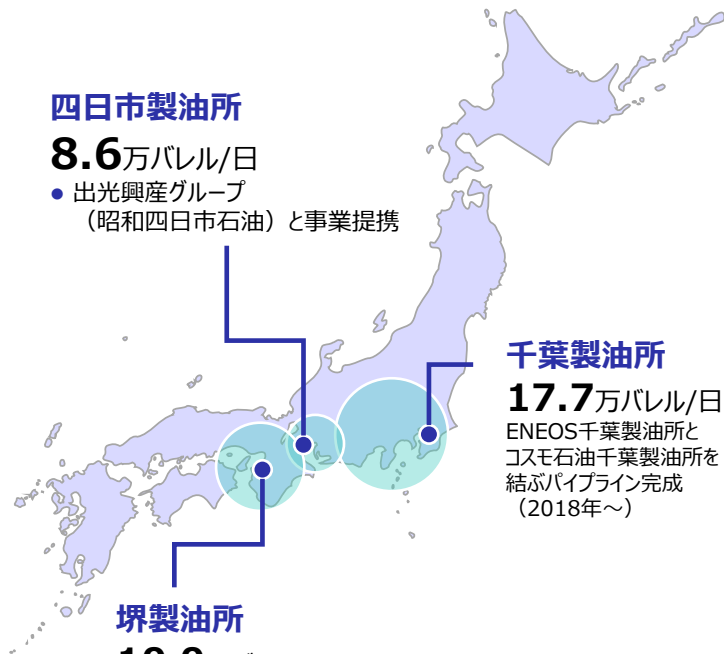 四日市製油所
8.6万バレル/日
● 出光興産グループ
（昭和四日市石油）と事業提携
千葉製油所
17.7万バレル/日
ENEOS千葉製油所と
コスモ石油千葉製油所を
結ぶパイプライン完成
（2018年～）
堺製油所